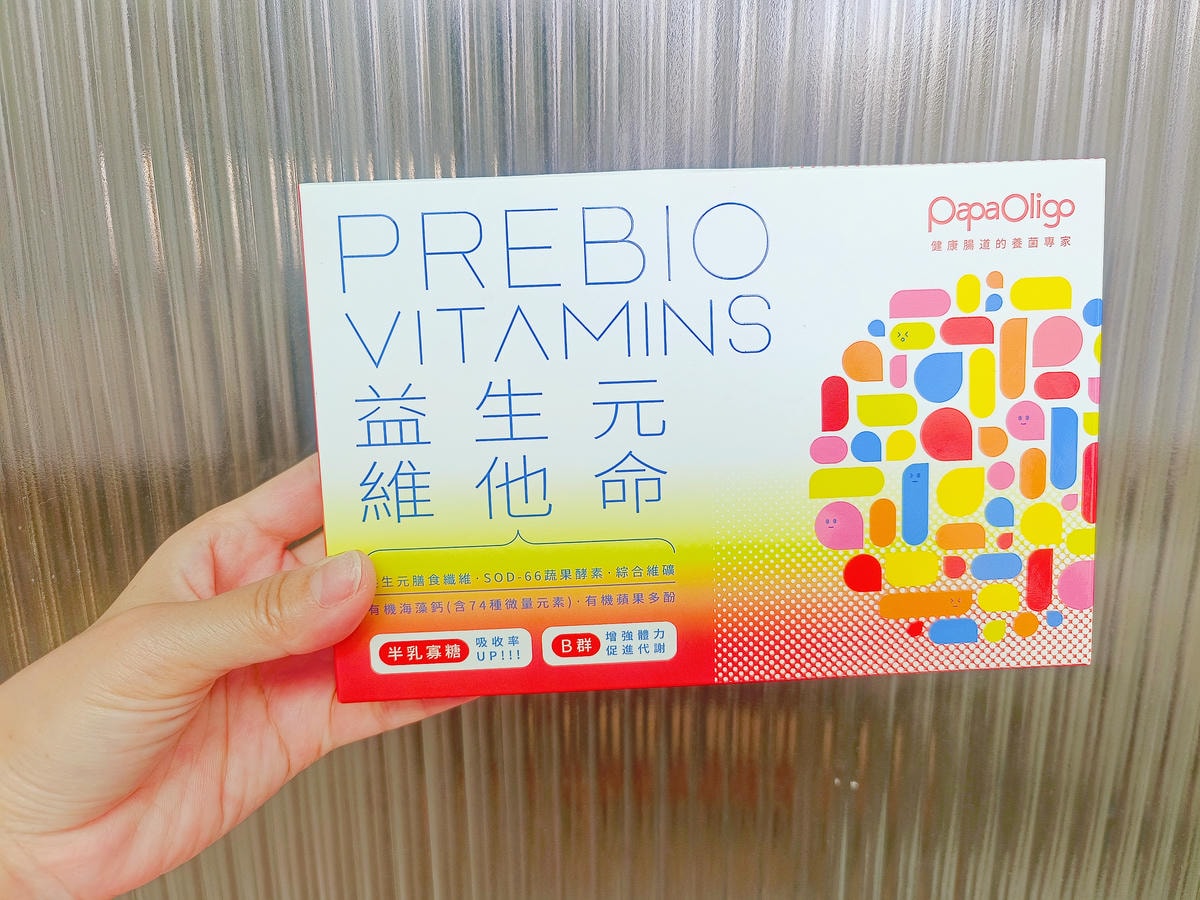 PREBIO
VITAMINS
益生元
維他命
PapaOligo
健康腸道的養菌專家
生元膳食纖維·SOD-66蔬果酵素·綜合維礦
有機海藻鈣(含74種微量元素)·有機蘋果多酚
半乳寡糖 吸收率
UP!!!
B群 增強體力
促進代謝